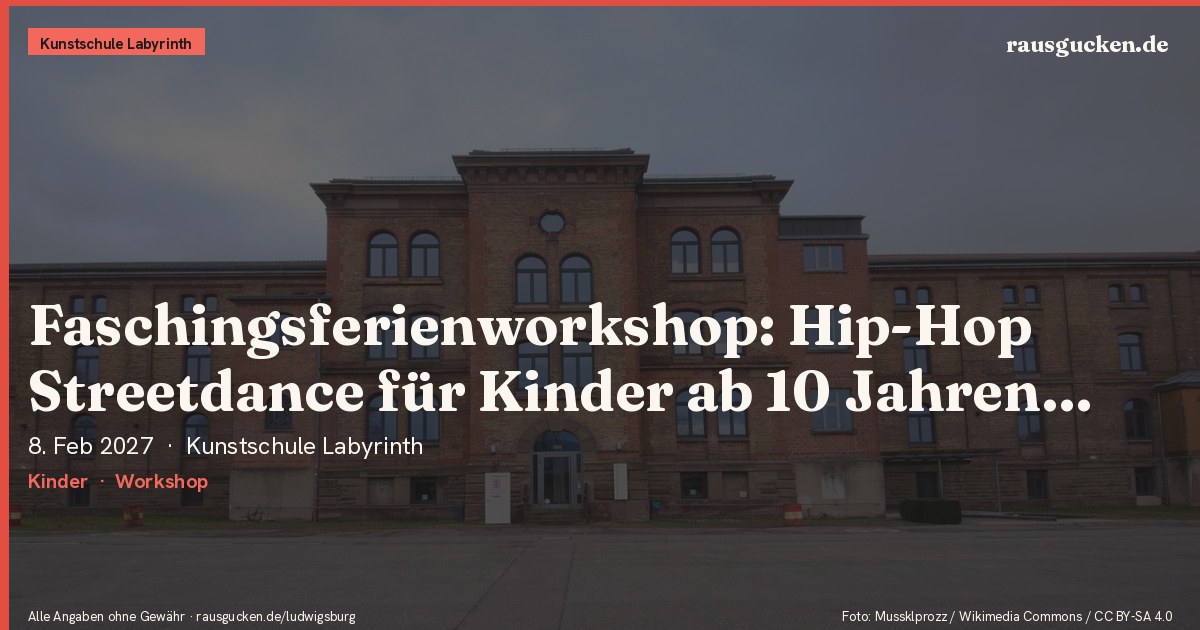 Kunstschule Labyrinth
rausgucken.de
Faschingsferienworkshop: Hip-Hop
Streetdance für Kinder ab 10 Jahren…
8. Feb 2027 · Kunstschule Labyrinth
Kinder · Workshop
Alle Angaben ohne Gewähr · rausgucken.de/ludwigsburg
Foto: Mussklprozz / Wikimedia Commons / CC BY-SA 4.0